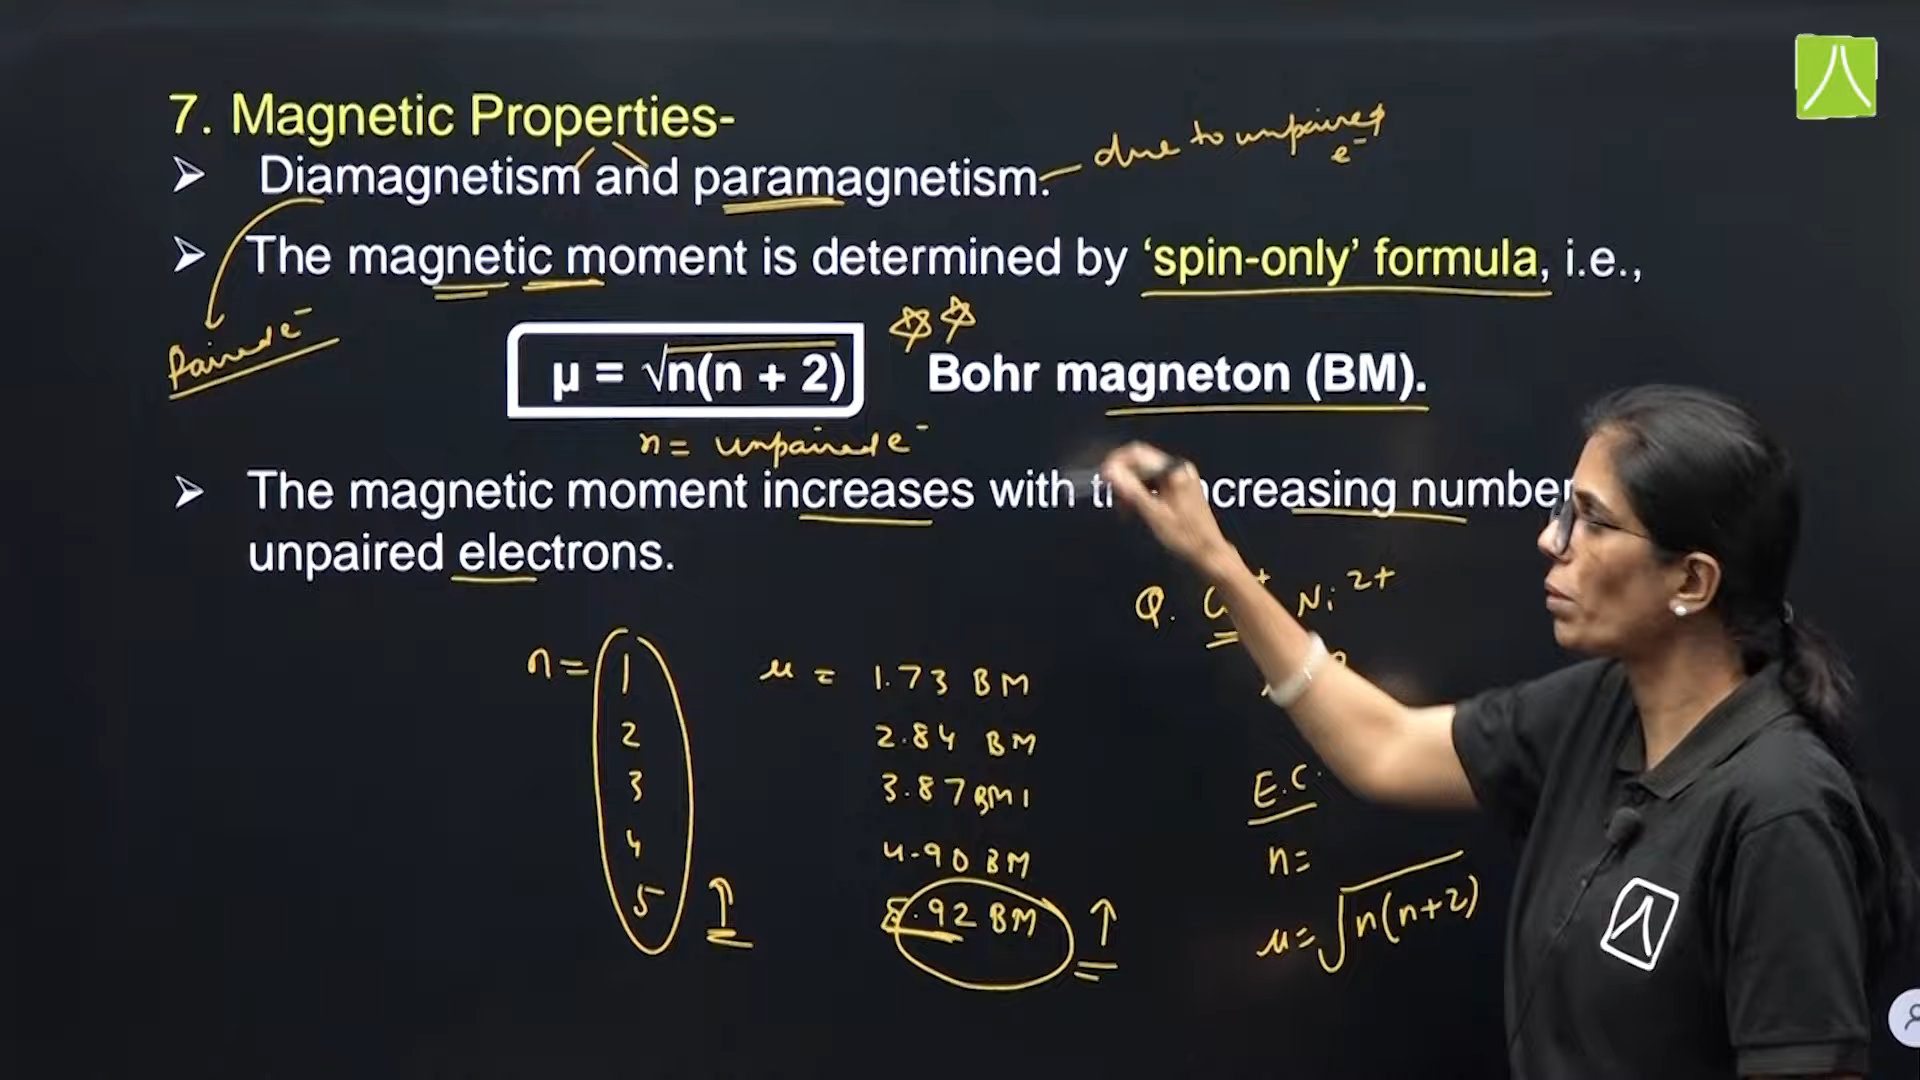 7. Magnetic Properties-
➢ Diamagnetism and paramagnetism.
due to unpaired
e⁻
➢ The magnetic moment is determined by ‘spin-only’ formula, i.e.,
Paired e⁻
μ = √n(n + 2) Bohr magneton (BM).
n = unpaired e⁻
➢ The magnetic moment increases with increasing number
unpaired electrons.
Q. Ni²⁺
n = 1 μ = 1.73 BM
2 2.84 BM
3 3.87 BM
4 4.90 BM
5 ↑ 5.92 BM ↑
E.C.
n =
μ = √n(n+2)